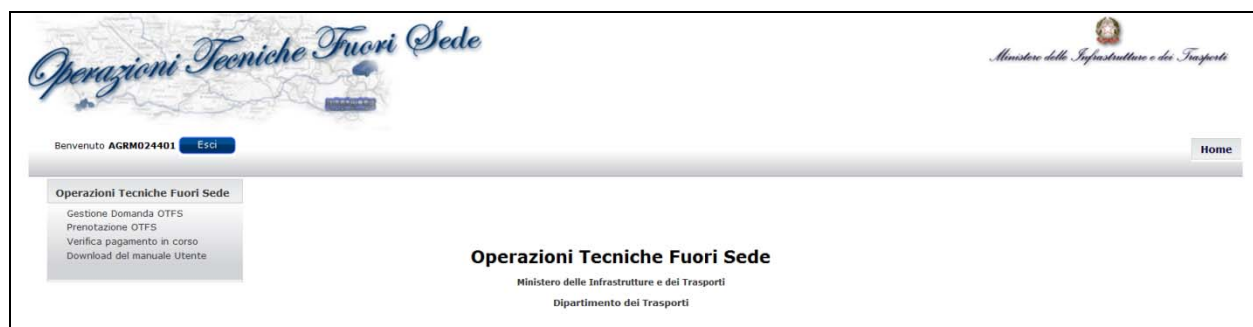 Operazioni Tecniche Fuori Sede
Ministero delle Infrastrutture e dei Trasporti
Benvenuto AGRM024401 Esci
Home
Operazioni Tecniche Fuori Sede
Gestione Domanda OTFS
Prenotazione OTFS
Verifica pagamento in corso
Download del manuale Utente
Operazioni Tecniche Fuori Sede
Ministero delle Infrastrutture e dei Trasporti
Dipartimento dei Trasporti